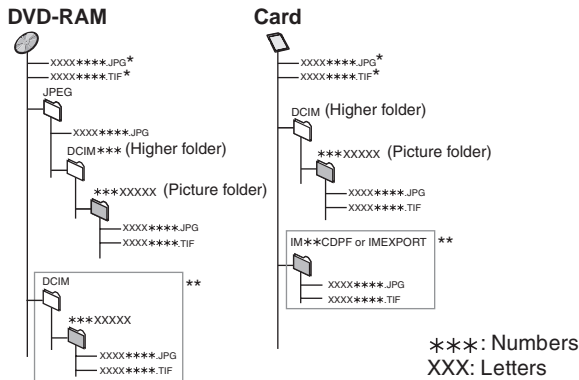 DVD-RAM
XXXX∗∗∗∗.JPG*
XXXX∗∗∗∗.TIF*
JPEG
XXXX∗∗∗∗.JPG
DCIM∗∗∗ (Higher folder)
∗∗∗XXXXX (Picture folder)
XXXX∗∗∗∗.JPG
XXXX∗∗∗∗.TIF
DCIM **
∗∗∗XXXXX
XXXX∗∗∗∗.JPG
XXXX∗∗∗∗.TIF
Card
XXXX∗∗∗∗.JPG*
XXXX∗∗∗∗.TIF*
DCIM (Higher folder)
∗∗∗XXXXX (Picture folder)
XXXX∗∗∗∗.JPG
XXXX∗∗∗∗.TIF
IM∗∗CDPF or IMEXPORT **
XXXX∗∗∗∗.JPG
XXXX∗∗∗∗.TIF
∗∗∗: Numbers
XXX: Letters